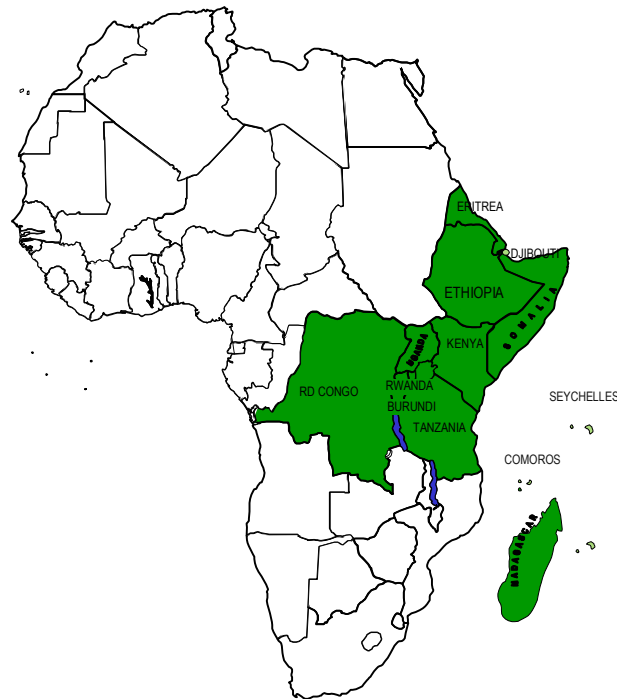 ERITREA
DJIBOUTI
ETHIOPIA
SOMALIA
UGANDA
KENYA
RD CONGO
RWANDA
BURUNDI
TANZANIA
SEYCHELLES
COMOROS
MADAGASCAR